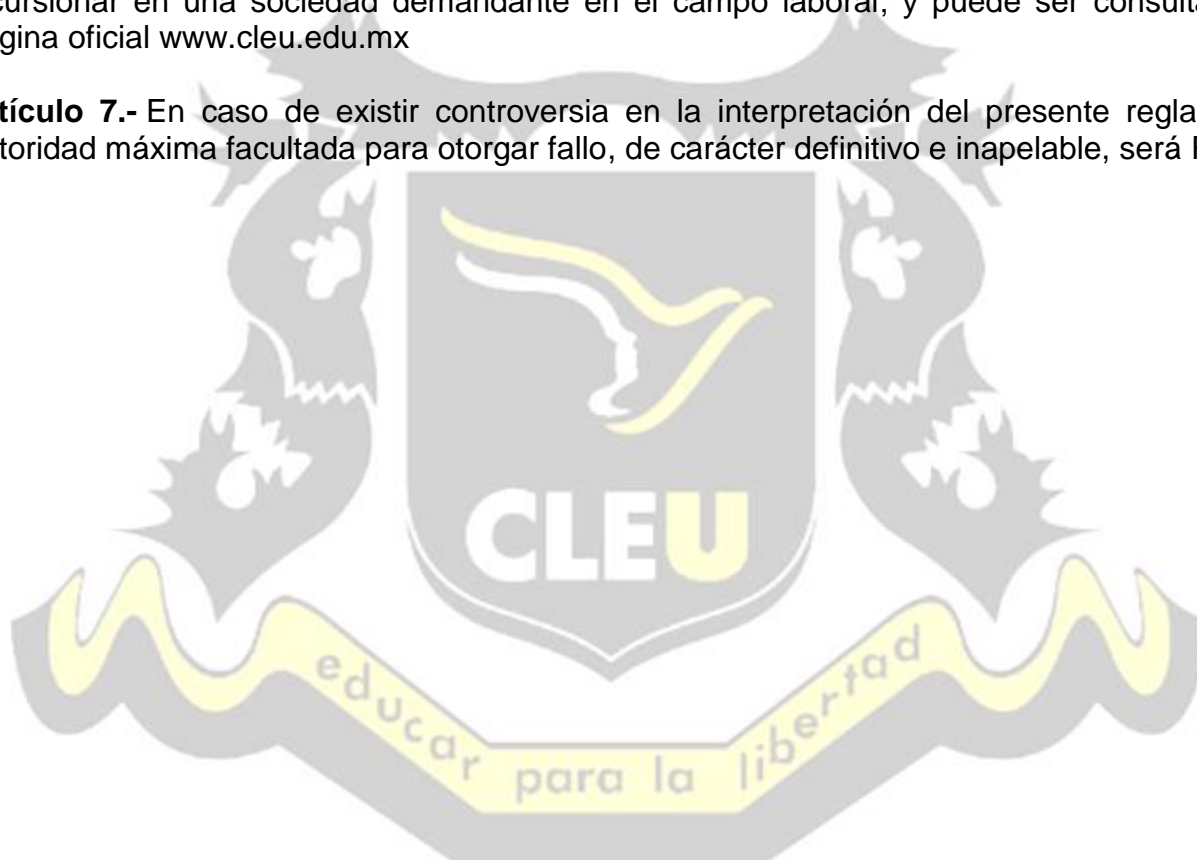 cursionar en una sociedad demandante en el campo laboral, y puede ser consulta
gina oficial www.cleu.edu.mx
tículo 7.- En caso de existir controversia en la interpretación del presente regla
toridad máxima facultada para otorgar fallo, de carácter definitivo e inapelable, será
CLEU
educar para la libertad